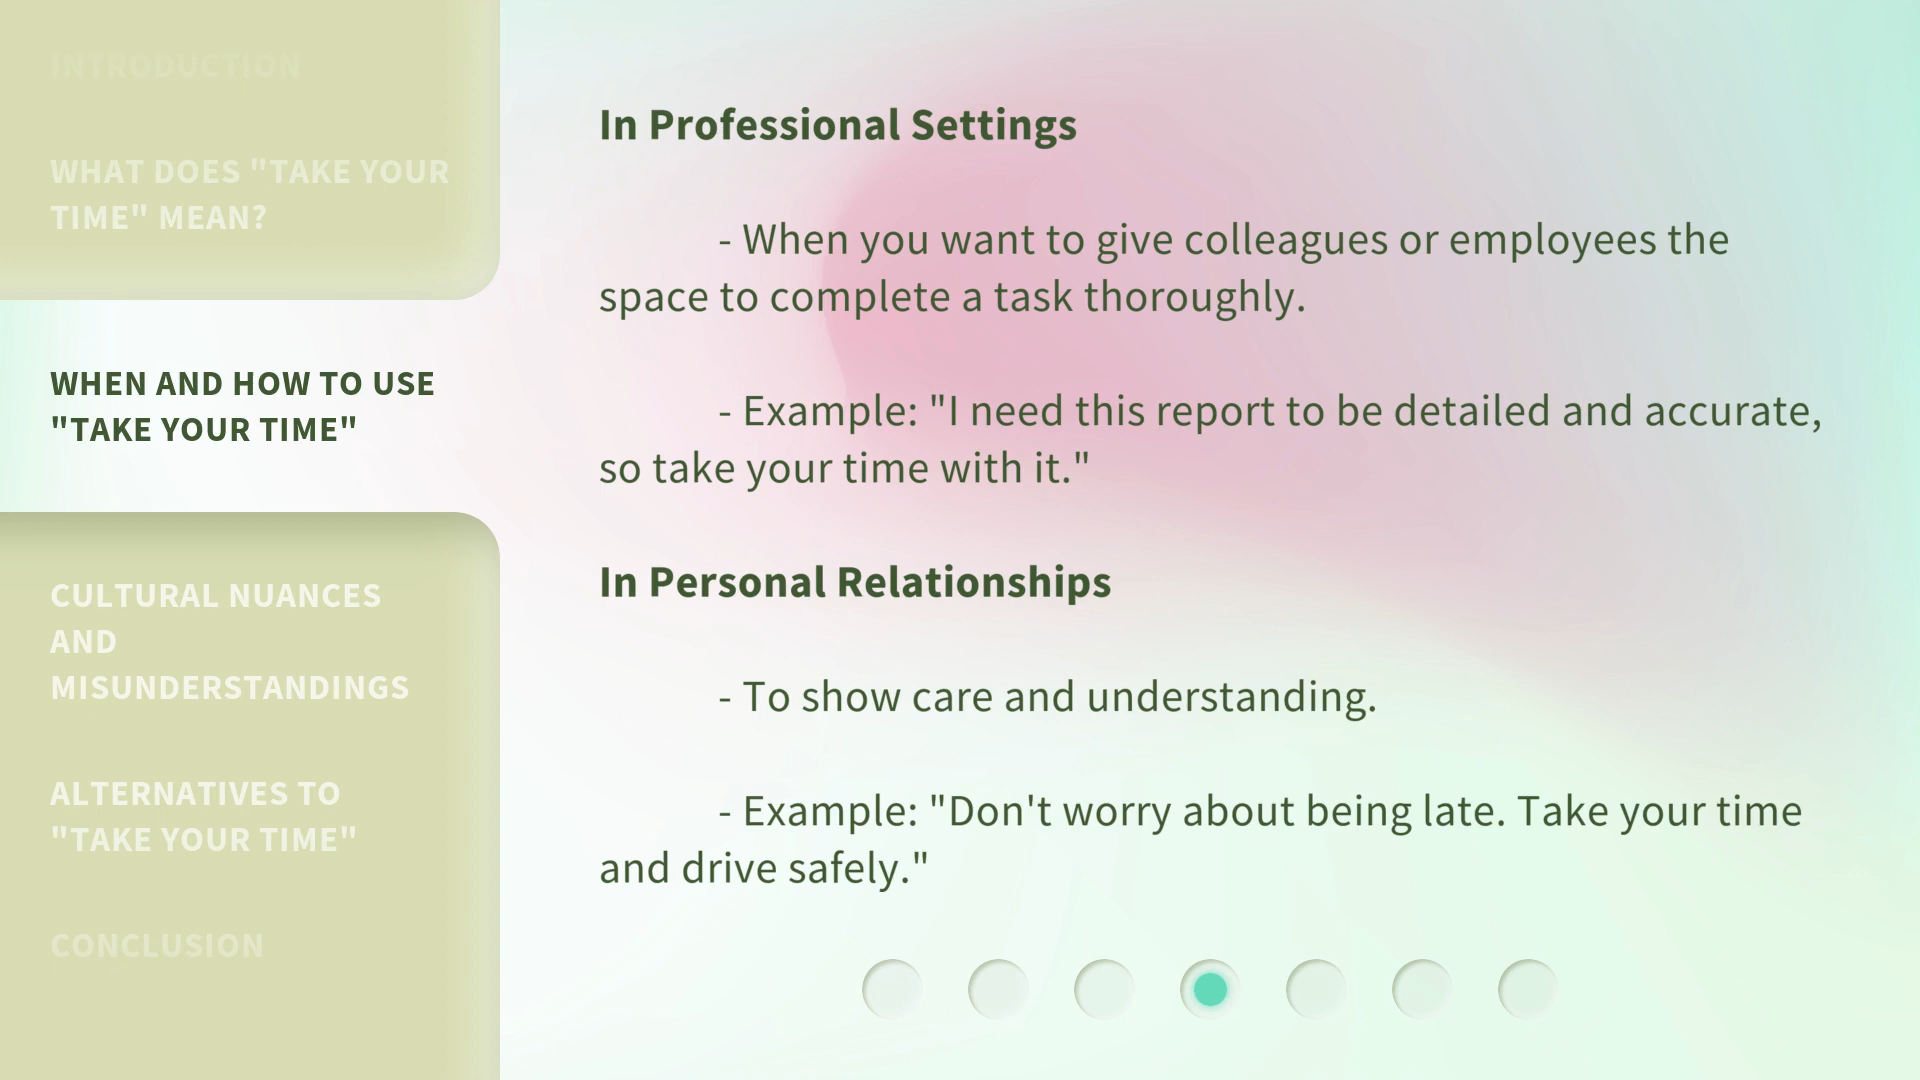 INTRODUCTION
WHAT DOES "TAKE YOUR
TIME" MEAN?
WHEN AND HOW TO USE
"TAKE YOUR TIME"
CULTURAL NUANCES
AND
MISUNDERSTANDINGS
ALTERNATIVES TO
"TAKE YOUR TIME"
CONCLUSION
In Professional Settings
- When you want to give colleagues or employees the
space to complete a task thoroughly.
- Example: "I need this report to be detailed and accurate,
so take your time with it."
In Personal Relationships
- To show care and understanding.
- Example: "Don't worry about being late. Take your time
and drive safely."